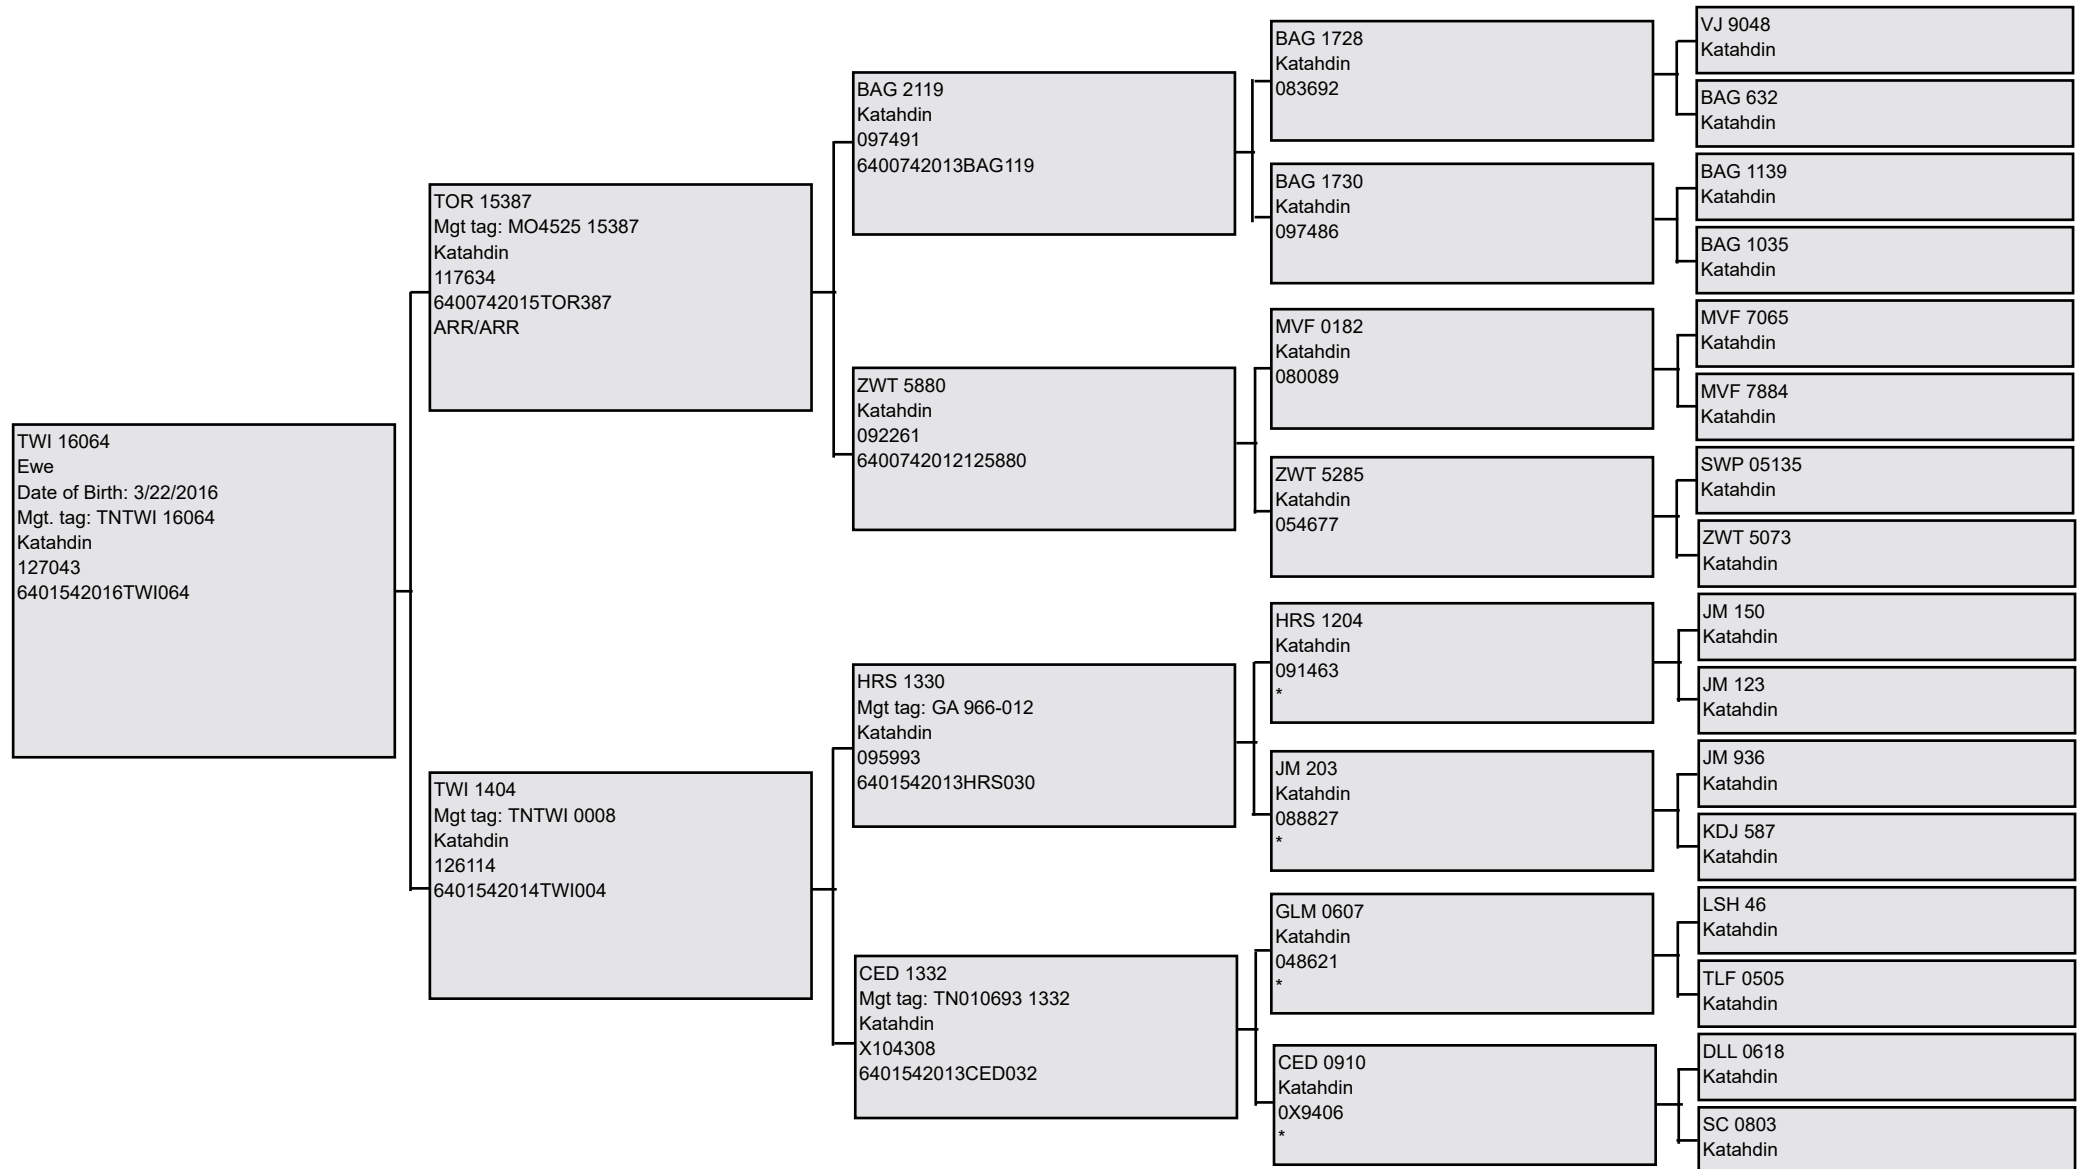 TWI 16064
Ewe
Date of Birth: 3/22/2016
Mgt. tag: TNTWI 16064
Katahdin
127043
6401542016TWI064
TOR 15387
Mgt tag: MO4525 15387
Katahdin
117634
6400742015TOR387
ARR/ARR
TWI 1404
Mgt tag: TNTWI 0008
Katahdin
126114
6401542014TWI004
BAG 2119
Katahdin
097491
6400742013BAG119
ZWT 5880
Katahdin
092261
6400742012125880
HRS 1330
Mgt tag: GA 966-012
Katahdin
095993
6401542013HRS030
CED 1332
Mgt tag: TN010693 1332
Katahdin
X104308
6401542013CED032
BAG 1728
Katahdin
083692
BAG 1730
Katahdin
097486
MVF 0182
Katahdin
080089
ZWT 5285
Katahdin
054677
HRS 1204
Katahdin
091463
*
JM 203
Katahdin
088827
*
GLM 0607
Katahdin
048621
*
CED 0910
Katahdin
0X9406
*
VJ 9048
Katahdin
BAG 632
Katahdin
BAG 1139
Katahdin
BAG 1035
Katahdin
MVF 7065
Katahdin
MVF 7884
Katahdin
SWP 05135
Katahdin
ZWT 5073
Katahdin
JM 150
Katahdin
JM 123
Katahdin
JM 936
Katahdin
KDJ 587
Katahdin
LSH 46
Katahdin
TLF 0505
Katahdin
DLL 0618
Katahdin
SC 0803
Katahdin